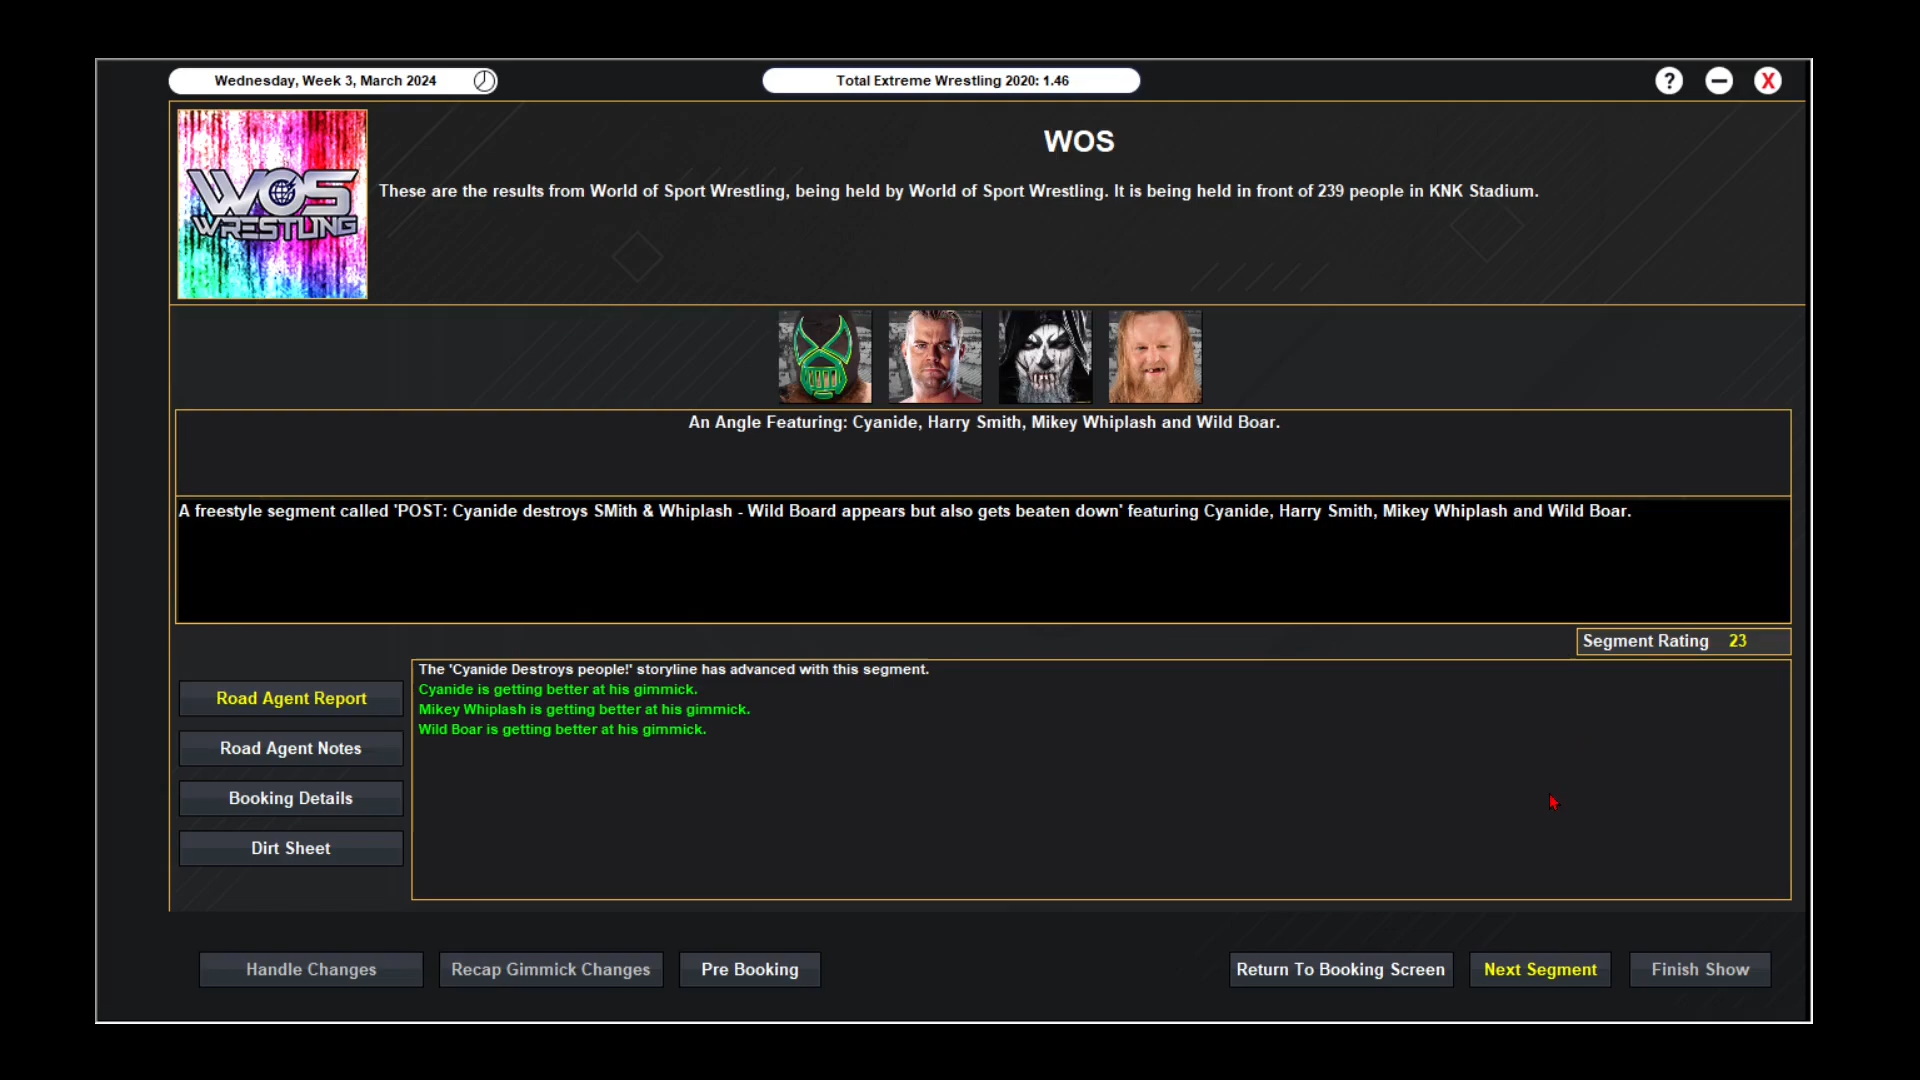 Wednesday, Week 3, March 2024
Total Extreme Wrestling 2020: 1.46
?
X
WOS
WOS
WRESTLING
These are the results from World of Sport Wrestling, being held by World of Sport Wrestling. It is being held in front of 239 people in KNK Stadium.
An Angle Featuring: Cyanide, Harry Smith, Mikey Whiplash and Wild Boar.
A freestyle segment called 'POST: Cyanide destroys SMith & Whiplash - Wild Board appears but also gets beaten down' featuring Cyanide, Harry Smith, Mikey Whiplash and Wild Boar.
Segment Rating 23
The 'Cyanide Destroys people!' storyline has advanced with this segment.
Cyanide is getting better at his gimmick.
Mikey Whiplash is getting better at his gimmick.
Wild Boar is getting better at his gimmick.
Road Agent Report
Road Agent Notes
Booking Details
Dirt Sheet
Handle Changes
Recap Gimmick Changes
Pre Booking
Return To Booking Screen
Next Segment
Finish Show